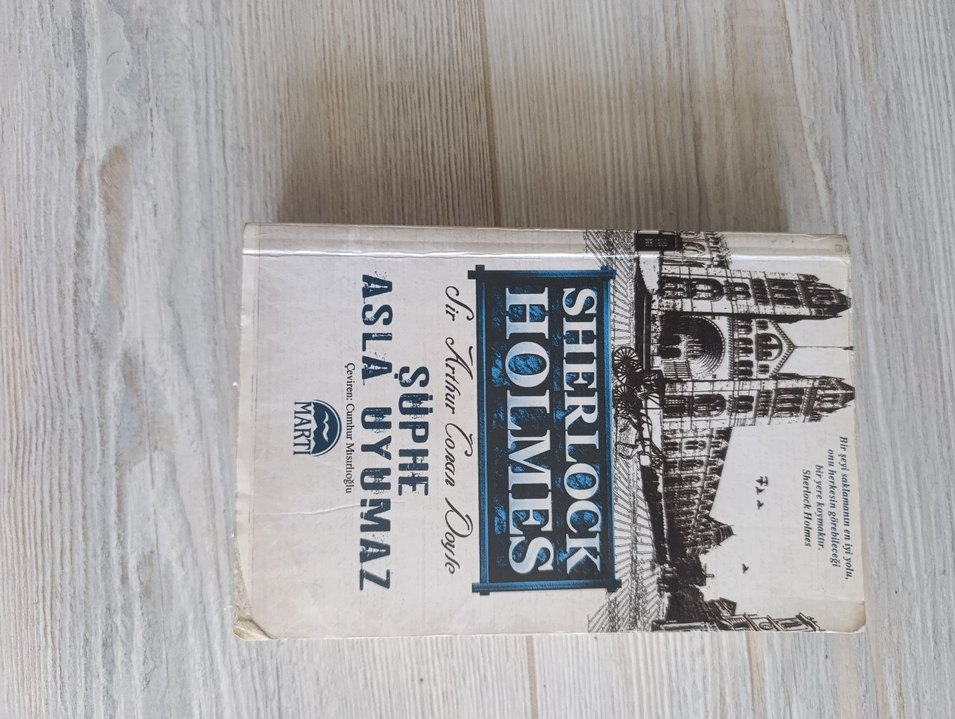 Bir şeyi saklamanın en iyi yolu,
onu herkesin görebileceği
bir yere koymaktır.
Sherlock Holmes
SHERLOCK
HOLMES
Sir Arthur Conan Doyle
ŞÜPHE
ASLA UYUMAZ
Çeviren: Cumhur Mısırlıoğlu
MARTI